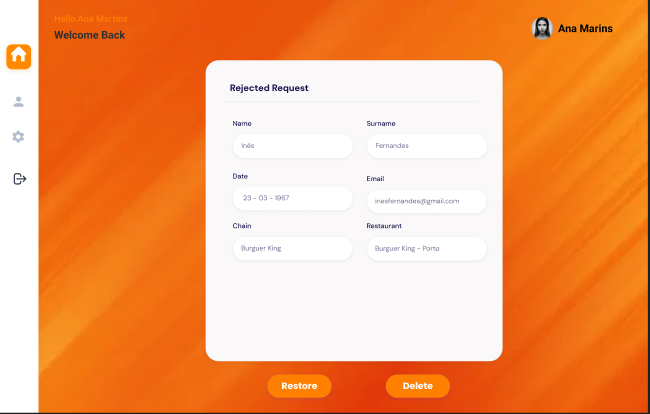 Hello Ana Martins
Welcome Back
Ana Marins
Rejected Request
Name
Surname
Inês
Fernandes
Date
Email
23 - 03 - 1967
inesfernandes@gmail.com
Chain
Restaurant
Burguer King
Burguer King - Porto
Restore
Delete